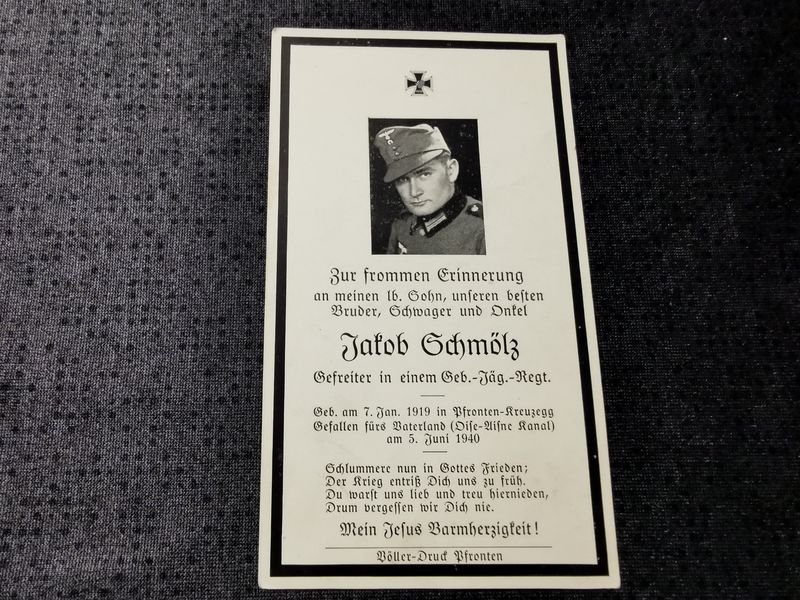 Zur frommen Erinnerung
an meinen lb. Sohn, unseren besten
Bruder, Schwager und Onkel
Jakob Schmölz
Gefreiter in einem Geb.-Jäg.-Regt.
Geb. am 7. Jan. 1919 in Pfronten-Kreuzegg
Gefallen fürs Vaterland (Oise-Aisne Kanal)
am 5. Juni 1940
Schlummere nun in Gottes Frieden;
Der Krieg entriß Dich uns zu früh.
Du warst uns lieb und treu hiernieden,
Drum vergessen wir Dich nie.
Mein Jesus Barmherzigkeit!
Völler-Druck Pfronten